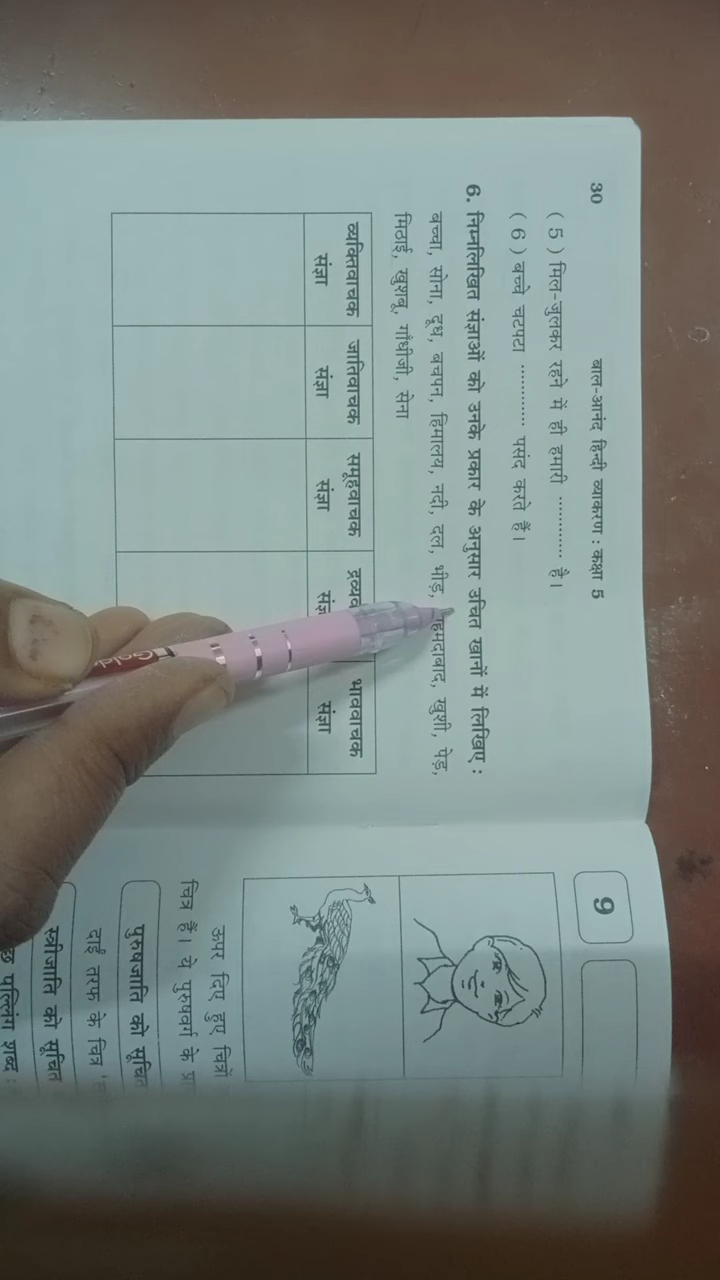 30
बाल-आनंद हिन्दी व्याकरण : कक्षा 5
( 5 ) मिल-जुलकर रहने में ही हमारी ............ है।
( 6 ) बच्चे चटपटा ............ पसंद करते हैं।
6. निम्नलिखित संज्ञाओं को उनके प्रकार के अनुसार उचित खानों में लिखिए :
बच्चा, सोना, दूध, बचपन, हिमालय, नदी, दल, भीड़, हमदाबाद, खुशी, पेड़,
मिठाई, खुशबू, गाँधीजी, सेना
व्यक्तिवाचक संज्ञा
जातिवाचक संज्ञा
समूहवाचक संज्ञा
भाववाचक संज्ञा
9
ऊपर दिए हुए चित्रों
चित्र हैं। ये पुरुषवर्ग के
पुरुषजाति को सूचित
दाईं तरफ के चित्र
स्त्रीजाति को सूचित
पुल्लिंग शब्द :
Gold